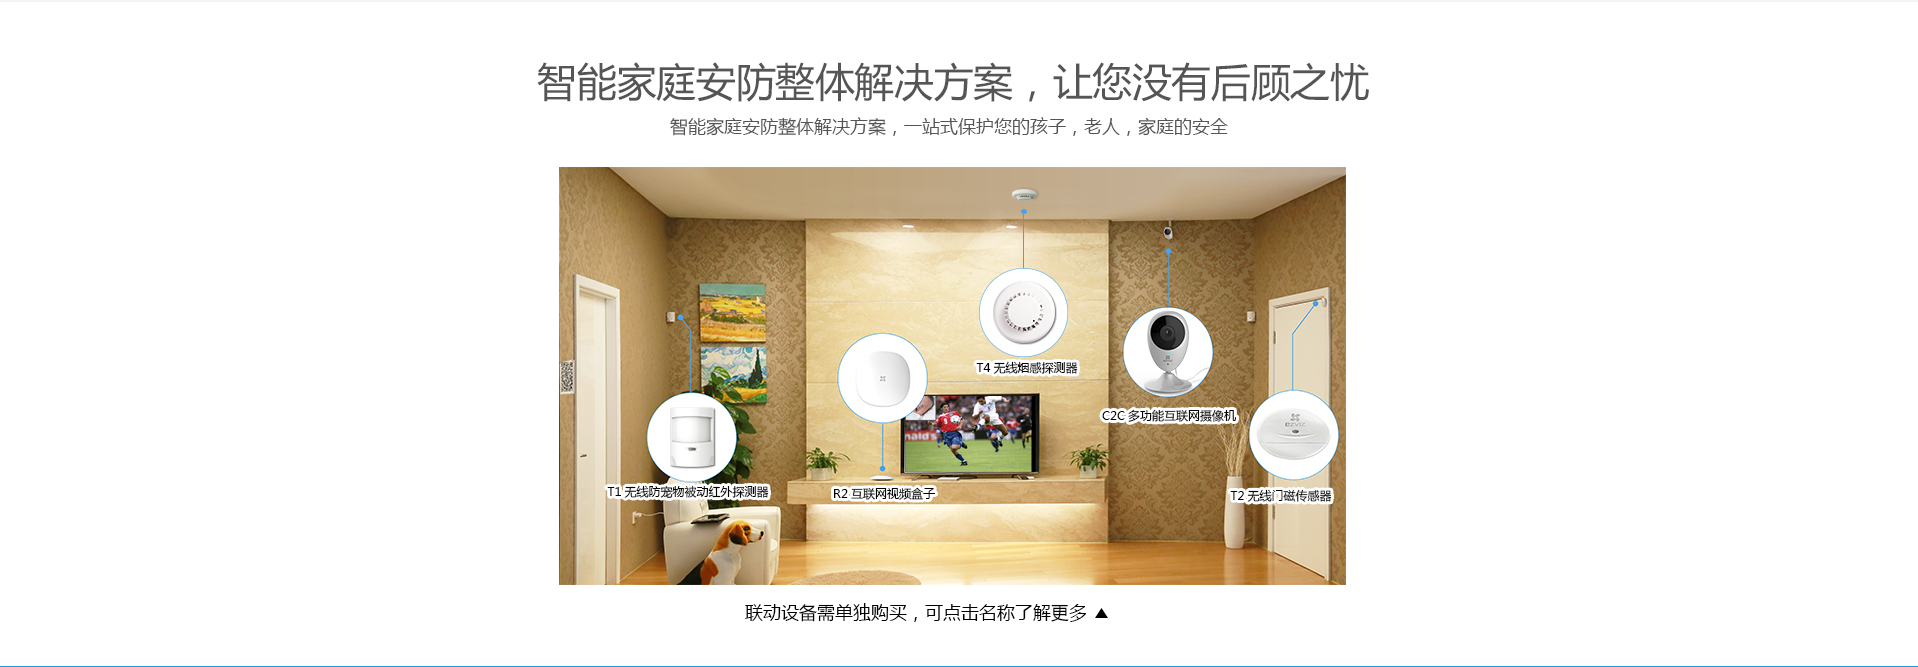 智能家庭安防整体解决方案，让您没有后顾之忧
智能家庭安防整体解决方案，一站式保护您的孩子，老人，家庭的安全
T4 无线烟感探测器
C2C 多功能互联网摄像机
ezviz
T1 无线防宠物被动红外探测器
R2 互联网视频盒子
T2 无线门磁传感器
联动设备需单独购买，可点击名称了解更多 ▲